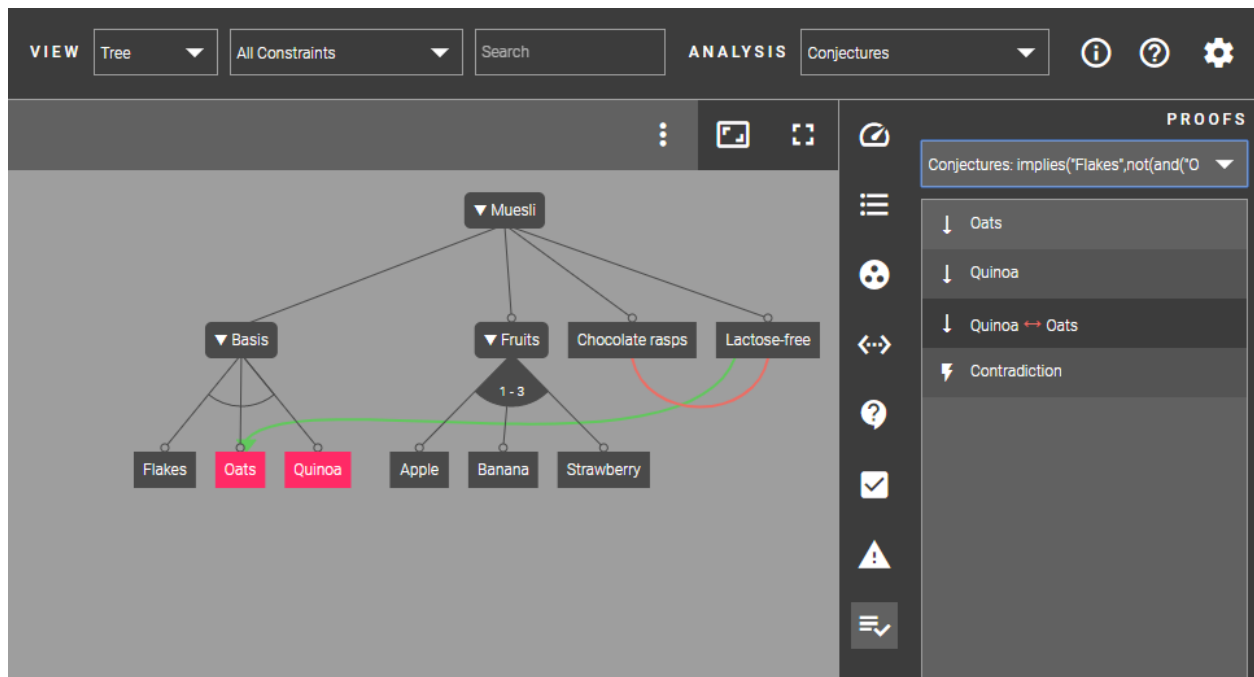 VIEW Tree All Constraints Search ANALYSIS Conjectures
PROOFS
Conjectures: implies("Flakes",not(and("O
Muesli
Basis Fruits Chocolate rasps Lactose-free
1 - 3
Flakes Oats Quinoa Apple Banana Strawberry
Oats
Quinoa
Quinoa ↔ Oats
Contradiction